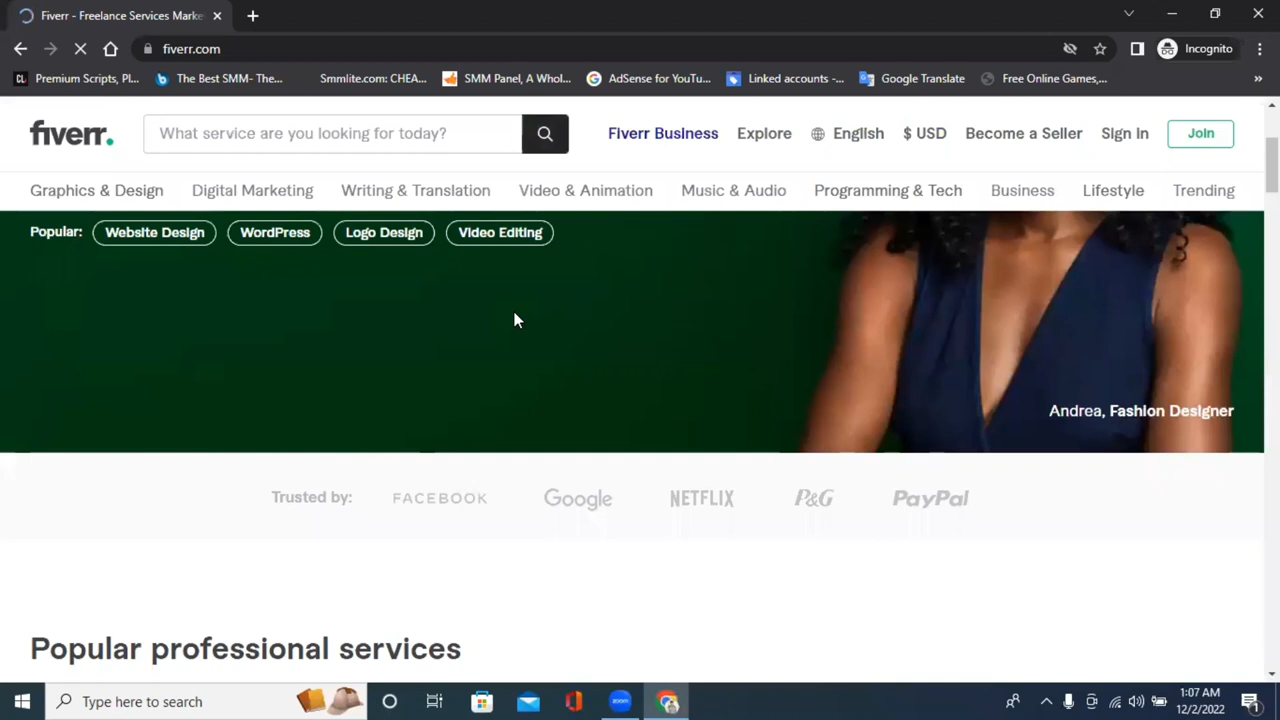 Fiverr - Freelance Services Marke
fiverr.com
Incognito
Premium Scripts, Pl...
The Best SMM- The...
Smmlite.com: CHEA...
SMM Panel, A Whol...
AdSense for YouTu...
Linked accounts -...
Google Translate
Free Online Games,...
»
fiverr.
What service are you looking for today?
Fiverr Business
Explore
English
$ USD
Become a Seller
Sign In
Join
Graphics & Design
Digital Marketing
Writing & Translation
Video & Animation
Music & Audio
Programming & Tech
Business
Lifestyle
Trending
Popular:
Website Design
WordPress
Logo Design
Video Editing
Andrea, Fashion Designer
Trusted by:
FACEBOOK
Google
NETFLIX
P&G
PayPal
Popular professional services
Type here to search
zoom
1:07 AM
12/2/2022
1